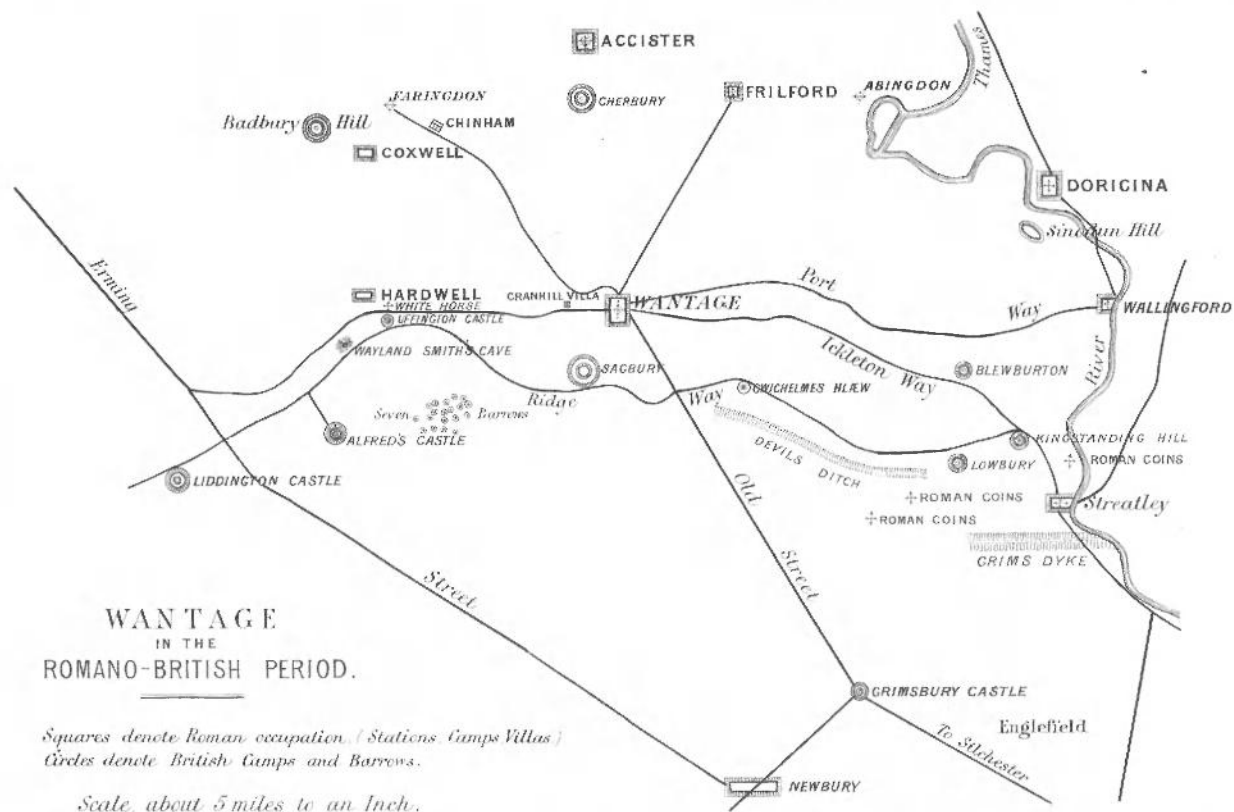 ACCISTER
Thames
FARINGDON
CHERBURY
FRILFORD
ABINGDON
Badbury Hill
CHINHAM
COXWELL
DORICINA
Sinodun Hill
Erming
Port
HARDWELL
WHITE HORSE
CRANHILL VILLA
WANTAGE
Way
WALLINGFORD
UFFINGTON CASTLE
WAYLAND SMITH'S CAVE
Ickleton Way
River
SAGBURY
BLEWBURTON
Ridge
Way
CWICHELMES HLÆW
Seven Barrows
ALFRED'S CASTLE
DEVILS DITCH
KINGSTANDING HILL
LOWBURY
ROMAN COINS
LIDDINGTON CASTLE
Old
ROMAN COINS
Streatley
ROMAN COINS
Street
GRIMS DYKE
Street
WANTAGE
IN THE
ROMANO-BRITISH PERIOD.
GRIMSBURY CASTLE
Englefield
To Silchester
Squares denote Roman occupation. (Stations. Camps Villas)
Circles denote British Camps and Barrows.
NEWBURY
Scale about 5 miles to an Inch.